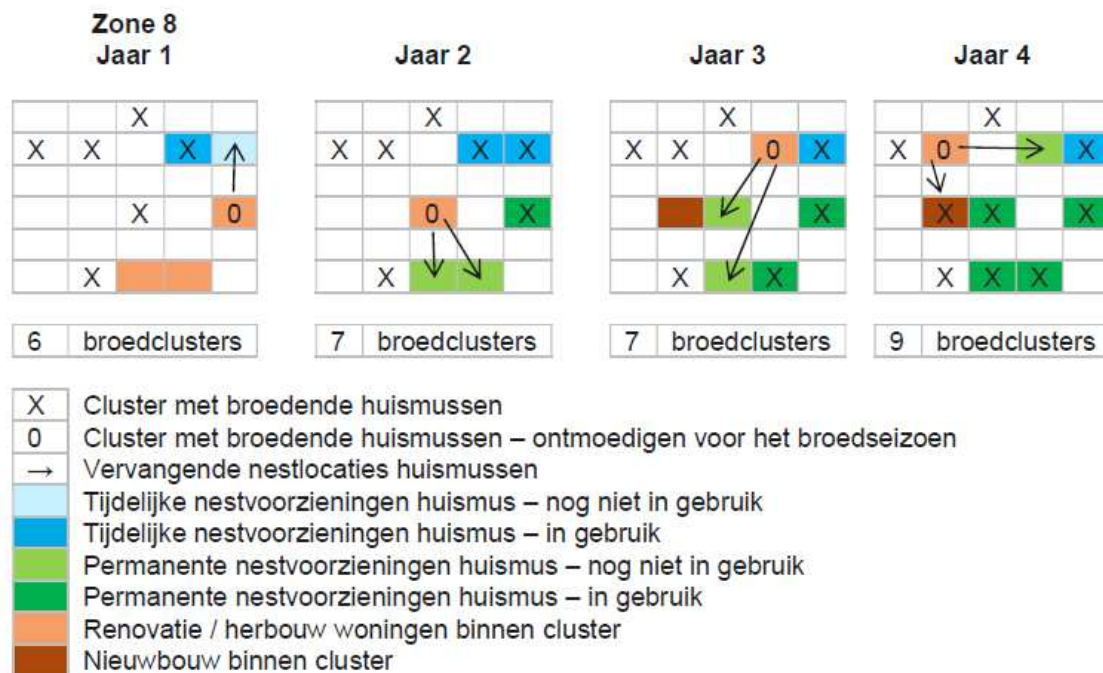 Zone 8
Jaar 1 Jaar 2 Jaar 3 Jaar 4
X X X X
X X X X X X X X X X 0 X X 0 X
X 0 0 X X X X X
X X X X X X X
6 broedclusters 7 broedclusters 7 broedclusters 9 broedclusters
X Cluster met broedende huismussen
0 Cluster met broedende huismussen – ontmoedigen voor het broedseizoen
→ Vervangende nestlocaties huismussen
Tijdelijke nestvoorzieningen huismus – nog niet in gebruik
Tijdelijke nestvoorzieningen huismus – in gebruik
Permanente nestvoorzieningen huismus – nog niet in gebruik
Permanente nestvoorzieningen huismus – in gebruik
Renovatie / herbouw woningen binnen cluster
Nieuwbouw binnen cluster